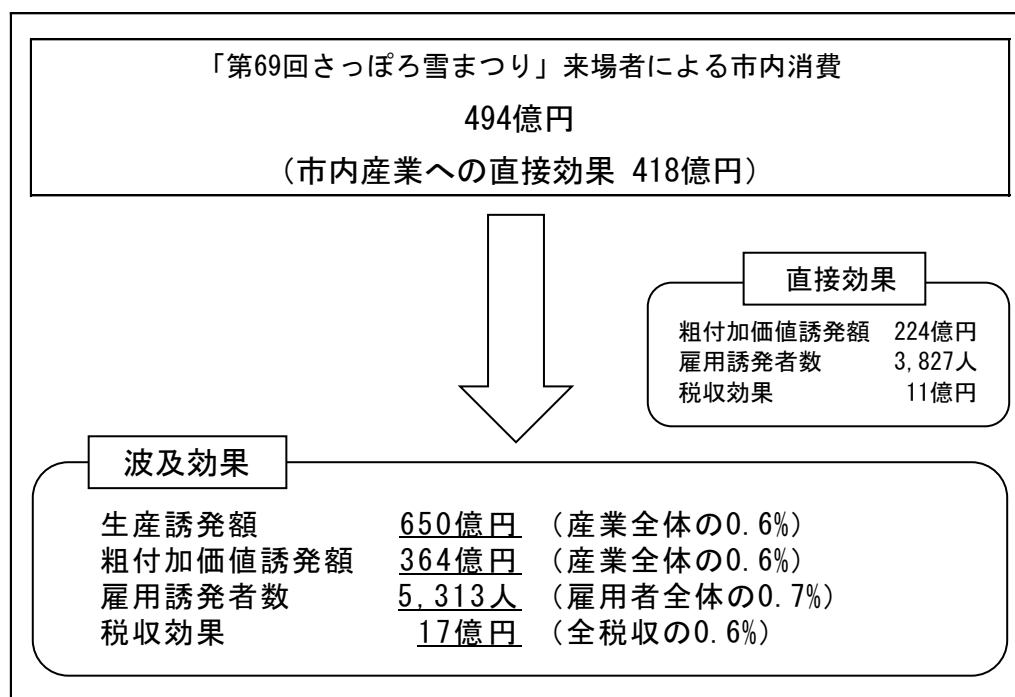 「第69回さっぽろ雪まつり」来場者による市内消費
494億円
（市内産業への直接効果 418億円）
直接効果
粗付加価値誘発額 224億円
雇用誘発者数 3,827人
税収効果 11億円
波及効果
生産誘発額 650億円 （産業全体の0.6%）
粗付加価値誘発額 364億円 （産業全体の0.6%）
雇用誘発者数 5,313人 （雇用者全体の0.7%）
税収効果 17億円 （全税収の0.6%）